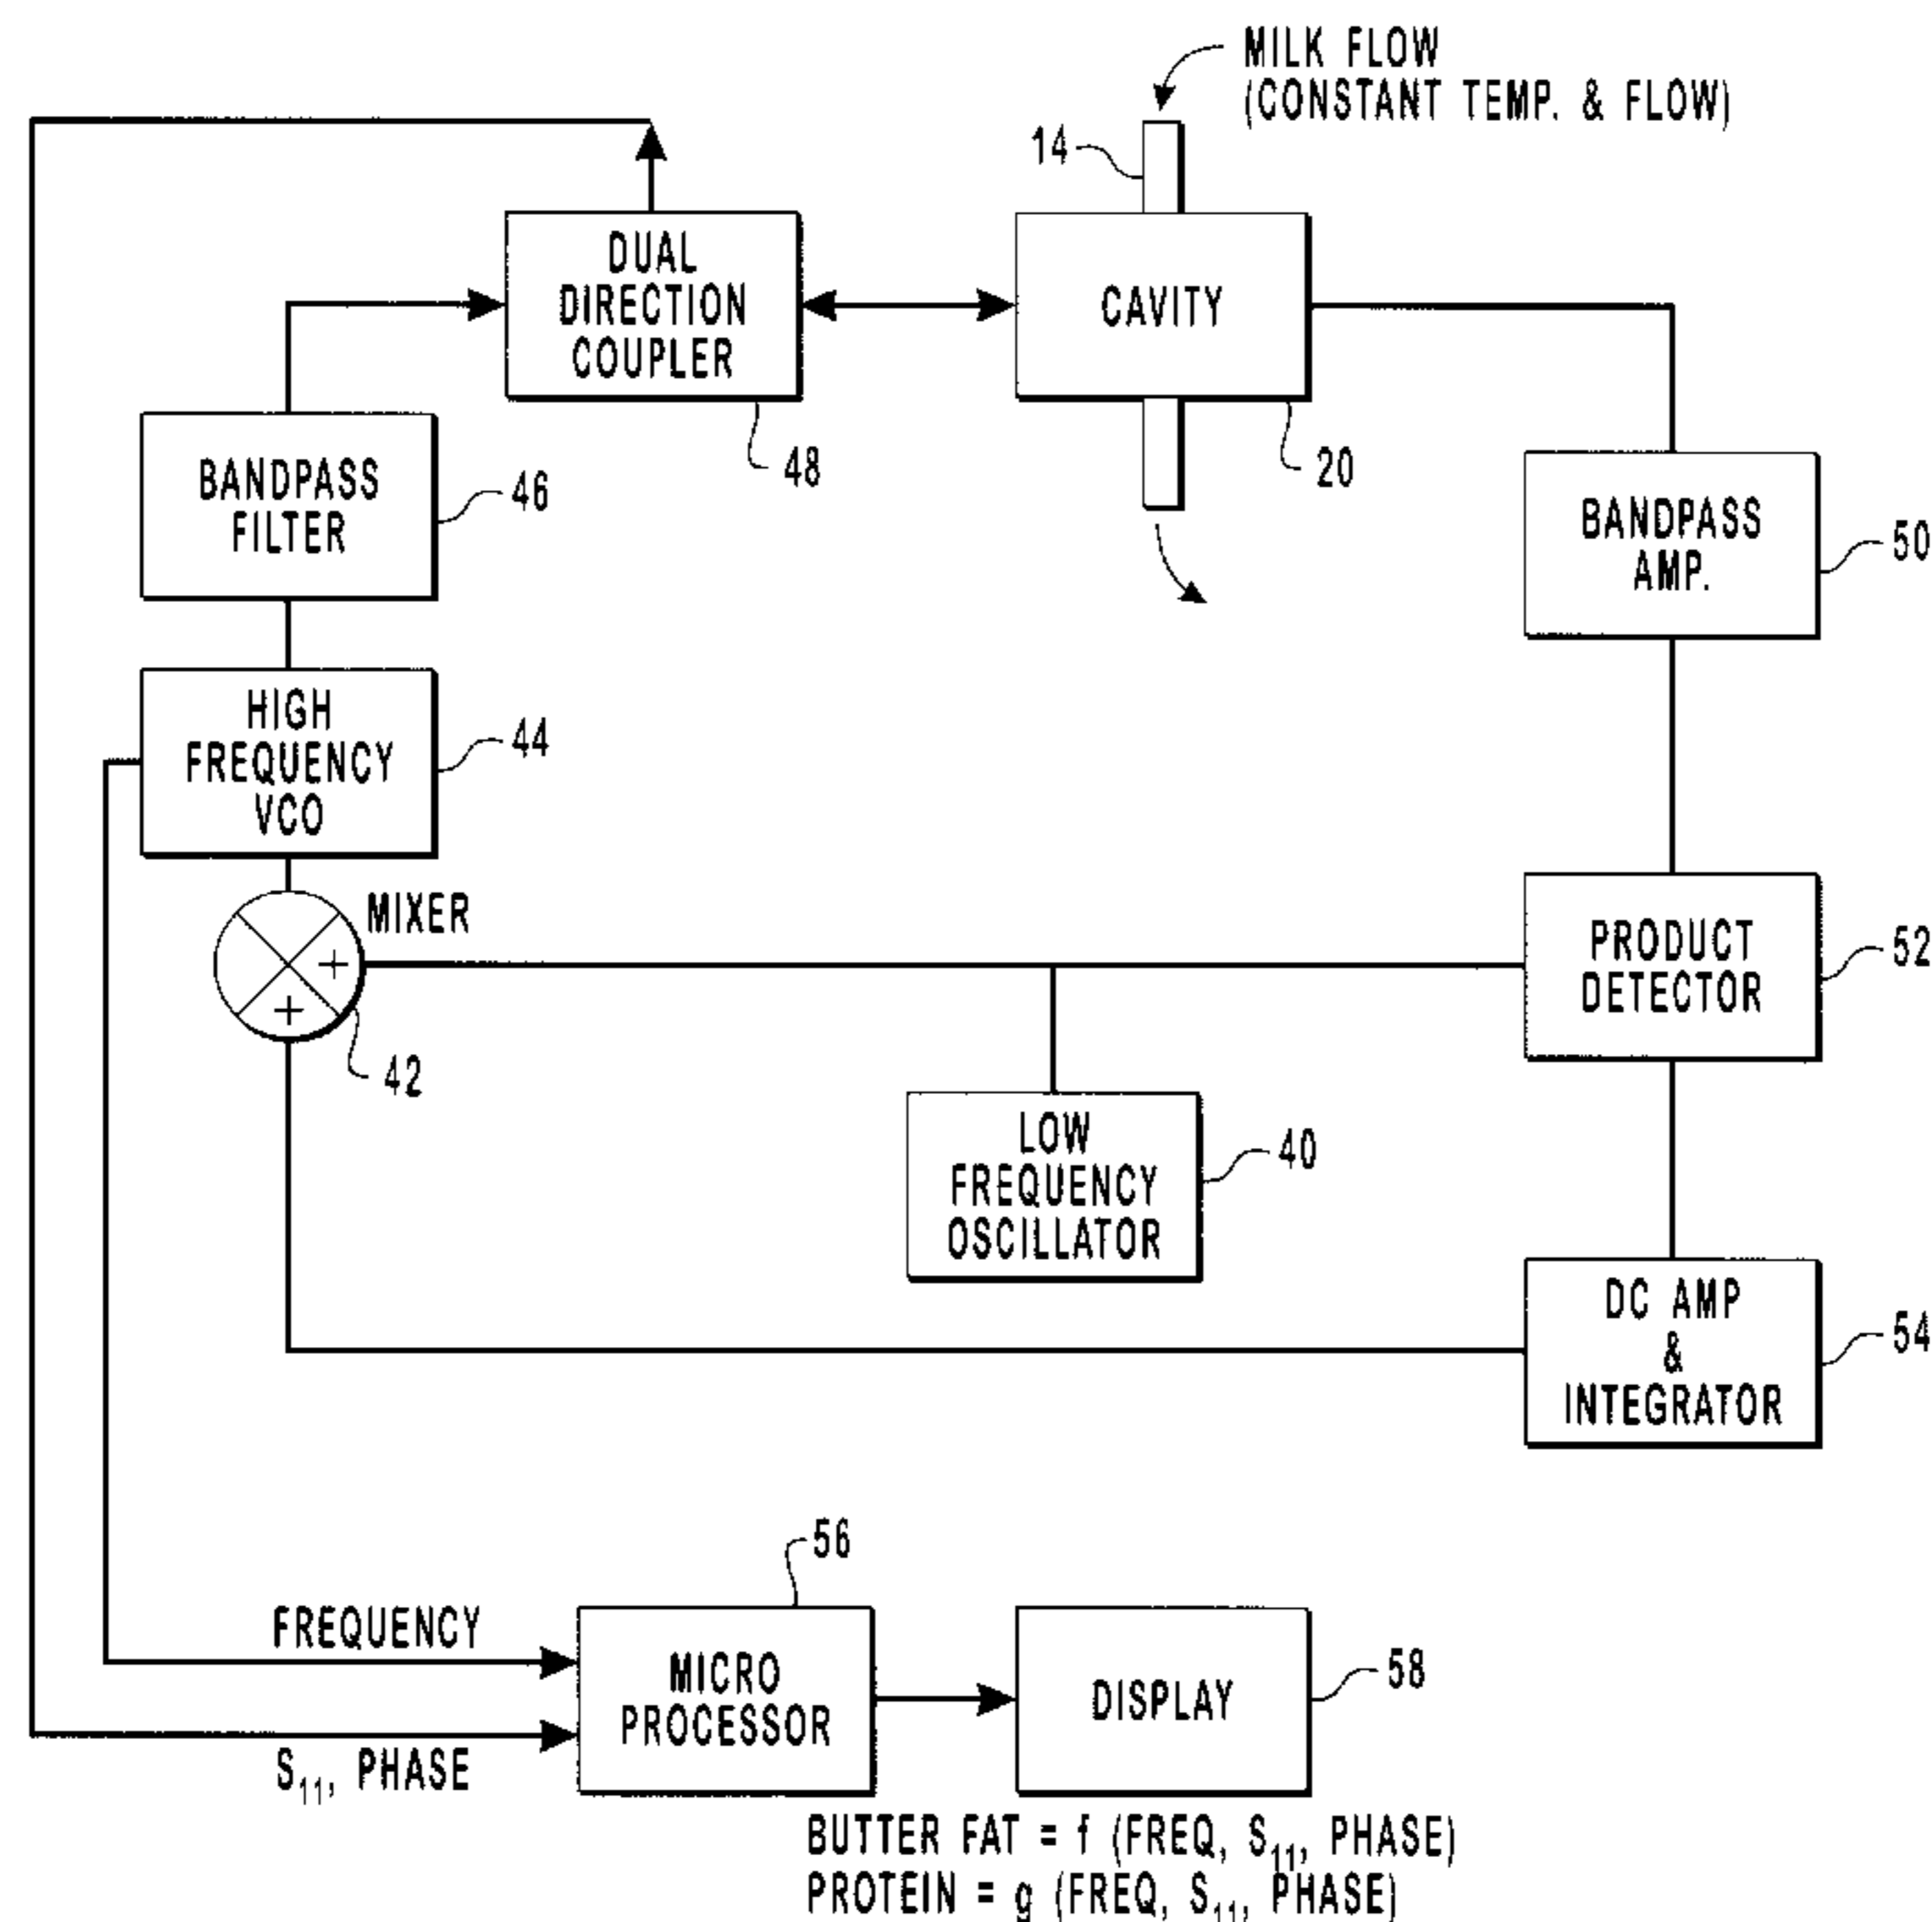 MILK FLOW
(CONSTANT TEMP. & FLOW)
14
DUAL
DIRECTION
COUPLER
CAVITY
48
20
BANDPASS
FILTER
46
BANDPASS
AMP.
50
HIGH
FREQUENCY
VCO
44
MIXER
+
+
42
PRODUCT
DETECTOR
52
LOW
FREQUENCY
OSCILLATOR
40
DC AMP
&
INTEGRATOR
54
56
FREQUENCY
S11, PHASE
MICRO
PROCESSOR
DISPLAY
58
BUTTER FAT = f (FREQ, S11, PHASE)
PROTEIN = g (FREQ, S11, PHASE)